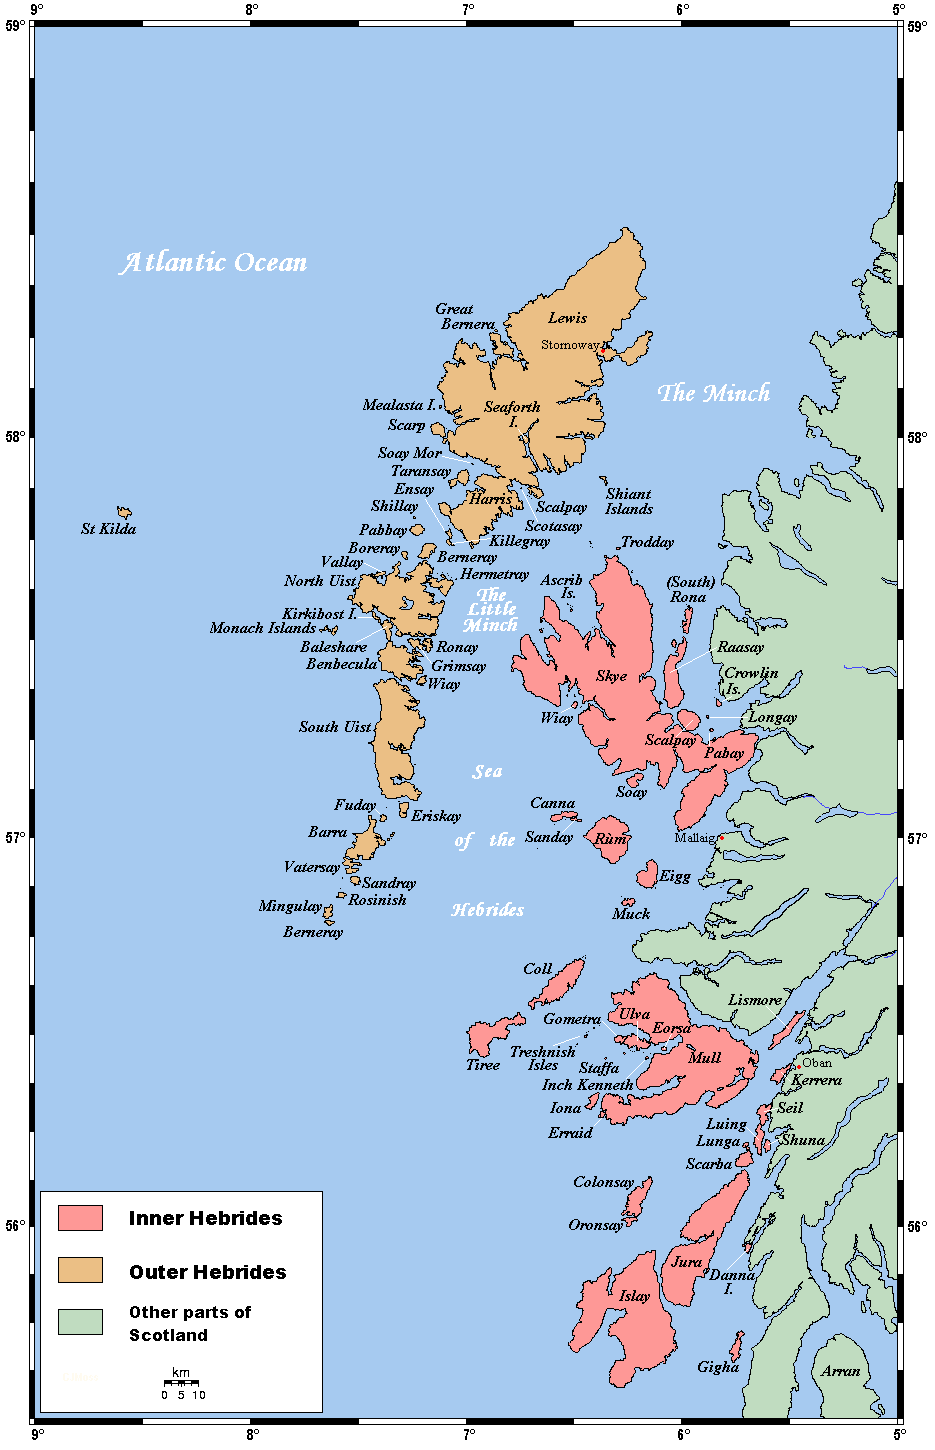 9°
8°
7°
6°
5°
59°
59°
Atlantic Ocean
Great
Bernera
Lewis
Stornoway
The Minch
Mealasta I.
Seaforth
I.
Scarp
58°
58°
Soay Mor
Taransay
Ensay
Harris
Shiant
Islands
Shillay
Scalpay
St Kilda
Scotasay
Pabbay
Killegray
Trodday
Boreray
Berneray
Vallay
Hermetray
North Uist
Ascrib
Is.
(South)
Rona
The
Little
Minch
Kirkibost I.
Monach Islands
Baleshare
Ronay
Raasay
Benbecula
Grimsay
Skye
Crowlin
Is.
Wiay
Wiay
Longay
South Uist
Scalpay
Pabay
Sea
Soay
Fuday
Eriskay
Canna
Barra
Sanday
Rùm
Mallaig
57°
57°
of the
Vatersay
Sandray
Eigg
Rosinish
Mingulay
Hebrides
Muck
Berneray
Coll
Lismore
Gometra
Ulva
Eorsa
Treshnish
Isles
Mull
Tiree
Staffa
Oban
Inch Kenneth
Kerrera
Iona
Seil
Erraid
Luing
Lunga
Shuna
Scarba
Colonsay
Oronsay
56°
56°
Jura
Danna
I.
Islay
Gigha
Arran
Inner Hebrides
Outer Hebrides
Other parts of
Scotland
km
0 5 10
9°
8°
7°
6°
5°